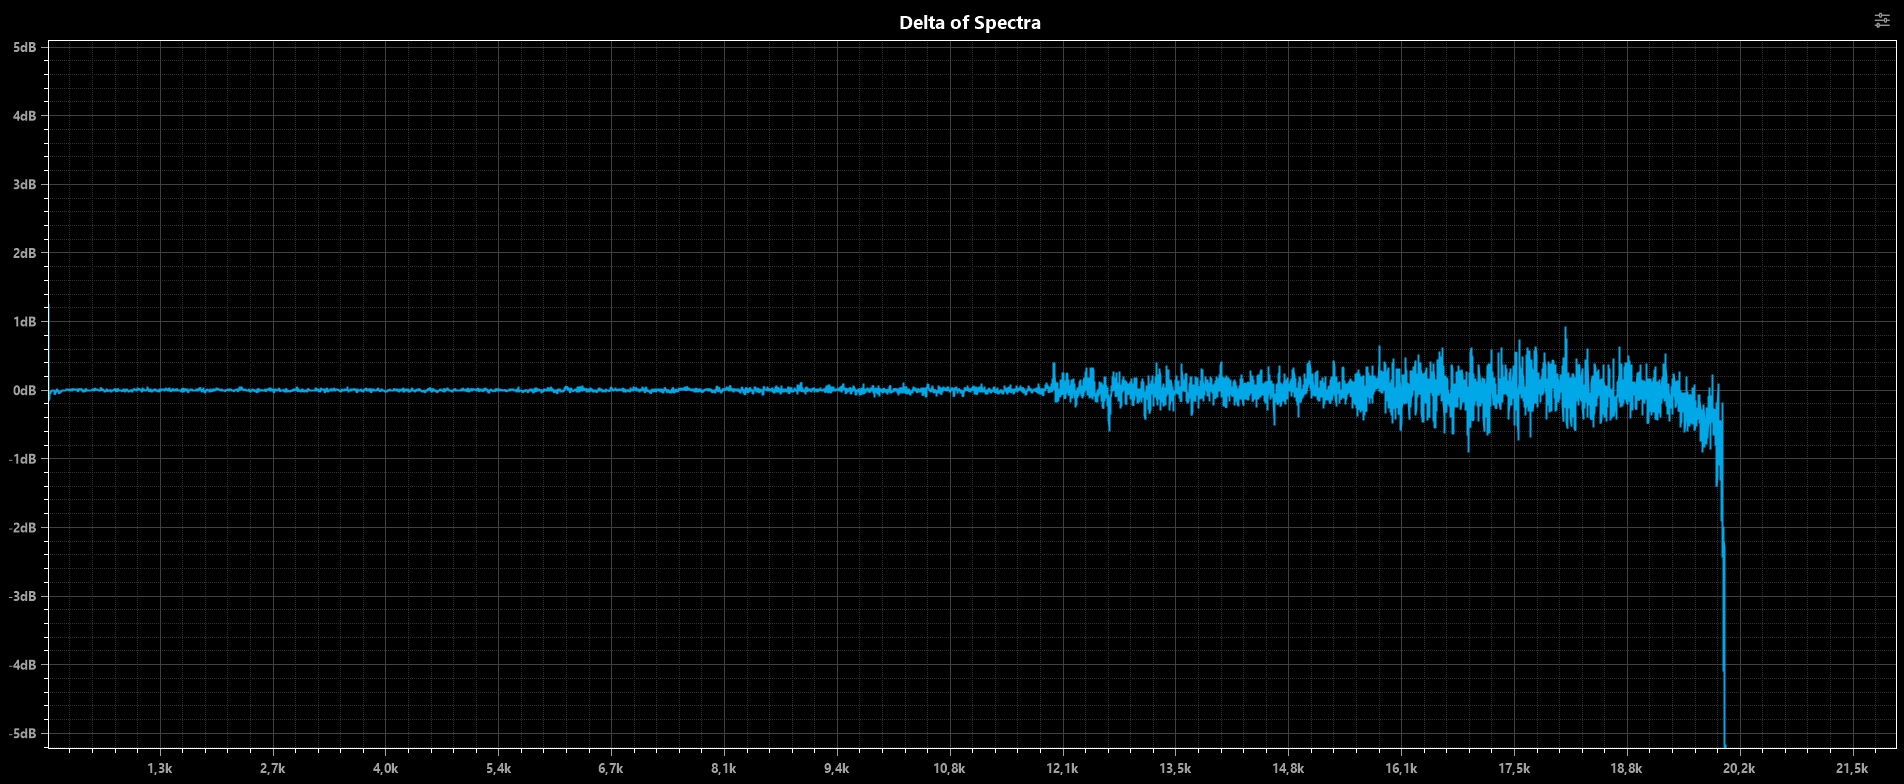 Delta of Spectra
5dB
4dB
3dB
2dB
1dB
0dB
-1dB
-2dB
-3dB
-4dB
-5dB
1,3k 2,7k 4,0k 5,4k 6,7k 8,1k 9,4k 10,8k 12,1k 13,5k 14,8k 16,1k 17,5k 18,8k 20,2k 21,5k